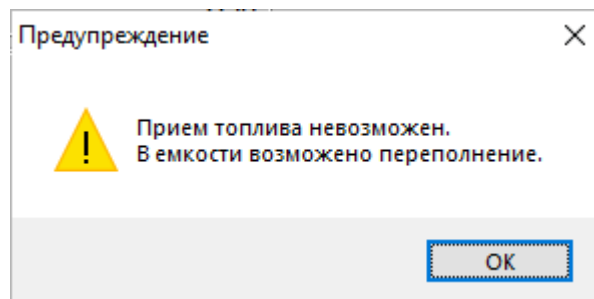 Предупреждение
Прием топлива невозможен.
В емкости возможено переполнение.
OK